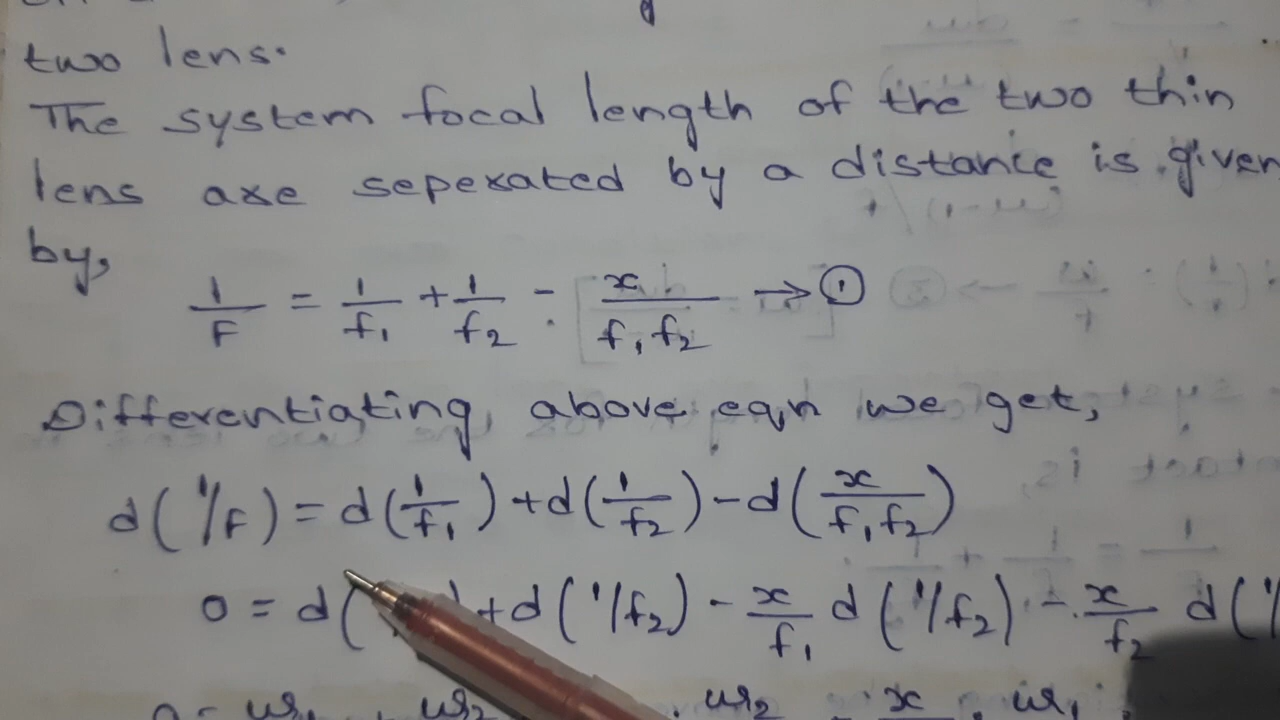 two lens.
The system focal length of the two thin
lens are seperated by a distance is given
by,
1/F = 1/f₁ + 1/f₂ - x/f₁f₂ → ①
Differentiating above eqn we get,
d(1/F) = d(1/f₁) + d(1/f₂) - d(x/f₁f₂)
0 = d( + d(1/f₂) - x/f₁ d(1/f₂) - x/f₂ d(1/